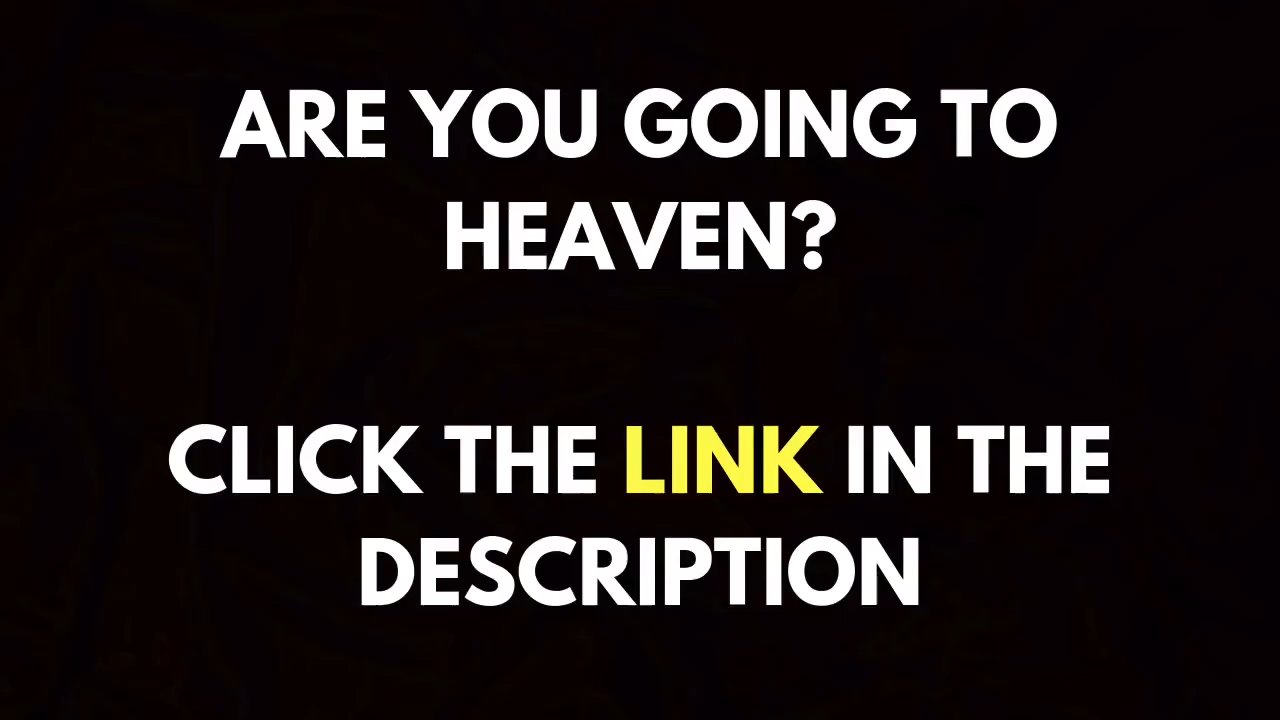 ARE YOU GOING TO
HEAVEN?
CLICK THE LINK IN THE
DESCRIPTION